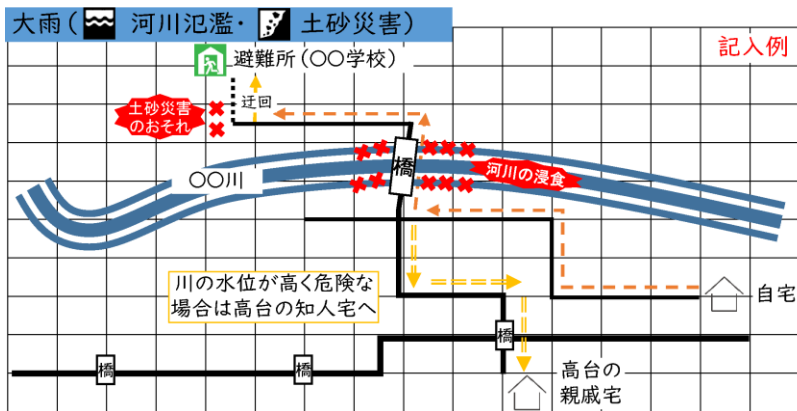 大雨(河川氾濫・土砂災害)
記入例
避難所(〇〇学校)
土砂災害
のおそれ
迂回
橋
〇〇川
河川の浸食
川の水位が高く危険な
場合は高台の知人宅へ
自宅
橋
橋
橋
高台の
親戚宅